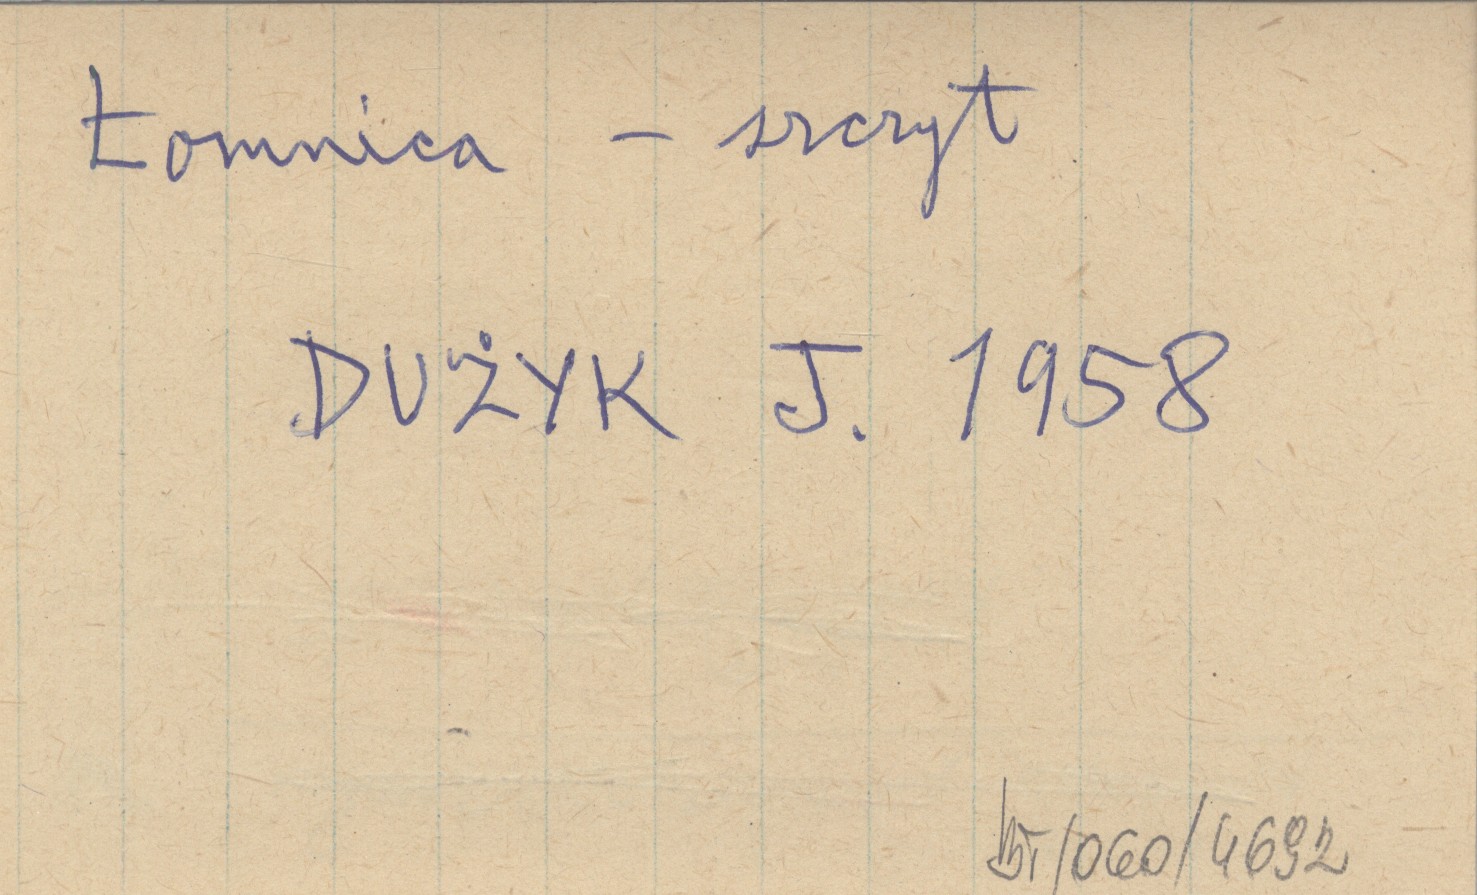 Łomnica - szczyt
DUŻYK J. 1958
/060/4692